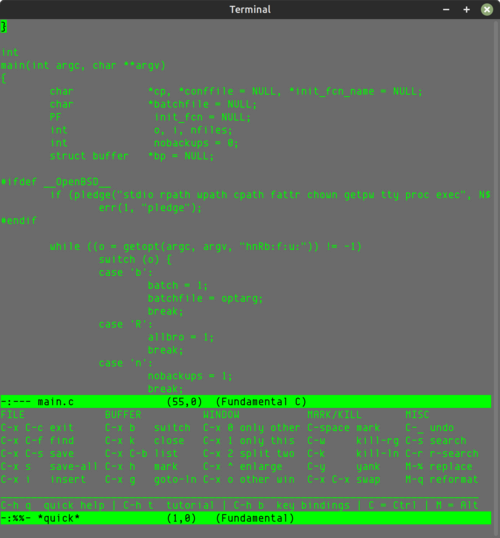 Terminal
}
int
main(int argc, char **argv)
{
char *cp, *conffile = NULL, *init_fcn_name = NULL;
char *batchfile = NULL;
PF init_fcn = NULL;
int o, i, nfiles;
int nobackups = 0;
struct buffer *bp = NULL;
#ifdef __OpenBSD__
if (pledge("stdio rpath wpath cpath fattr chown getpw tty proc exec", N$
err(1, "pledge");
#endif
while ((o = getopt(argc, argv, "hnRb:f:u:")) != -1)
switch (o) {
case 'b':
batch = 1;
batchfile = optarg;
break;
case 'R':
allbro = 1;
break;
case 'n':
nobackups = 1;
break;
-:--- main.c (55,0) (Fundamental C)
FILE BUFFER WINDOW MARK/KILL MISC
C-x C-c exit C-x b switch C-x 0 only other C-space mark C-_ undo
C-x C-f find C-x k close C-x 1 only this C-w kill-rg C-s search
C-x C-s save C-x C-b list C-x 2 split two C-k kill-ln C-r r-search
C-x s save-all C-x h mark C-x ^ enlarge C-y yank M-% replace
C-x i insert C-x g goto-ln C-x o other win C-x C-x swap M-q reformat
C-h q quick help | C-h t tutorial | C-h b key bindings | C = Ctrl | M = Alt
-:%%- *quick* (1,0) (Fundamental)